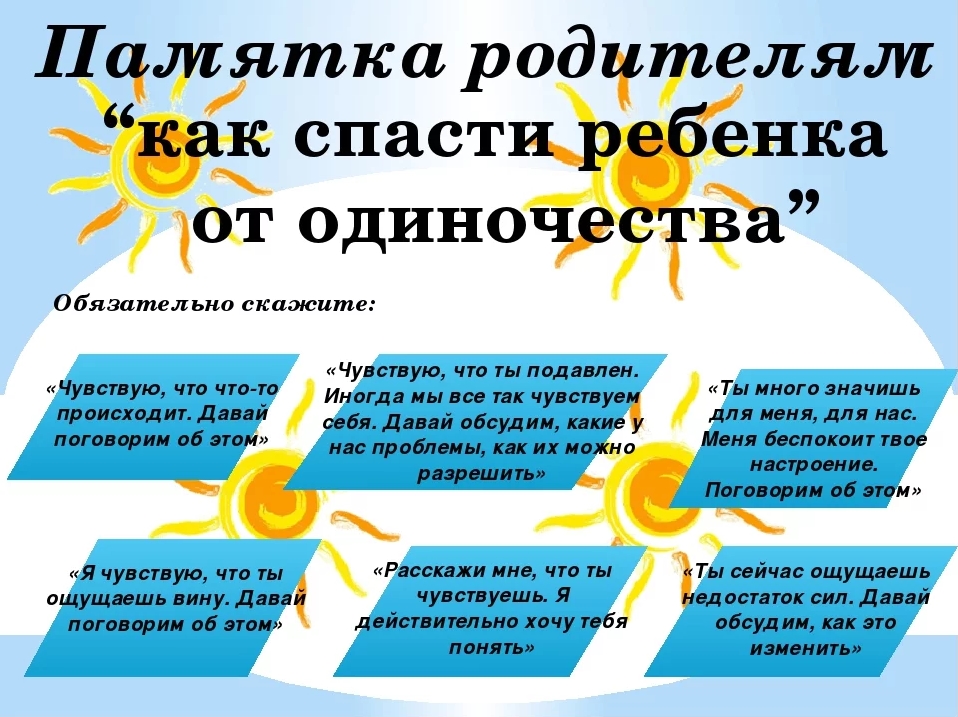 Памятка родителям
“как спасти ребенка
от одиночества”
Обязательно скажите:
«Чувствую, что что-то
происходит. Давай
поговорим об этом»
«Чувствую, что ты подавлен.
Иногда мы все так чувствуем
себя. Давай обсудим, какие у
нас проблемы, как их можно
разрешить»
«Ты много значишь
для меня, для нас.
Меня беспокоит твое
настроение.
Поговорим об этом»
«Я чувствую, что ты
ощущаешь вину. Давай
поговорим об этом»
«Расскажи мне, что ты
чувствуешь. Я
действительно хочу тебя
понять»
«Ты сейчас ощущаешь
недостаток сил. Давай
обсудим, как это
изменить»